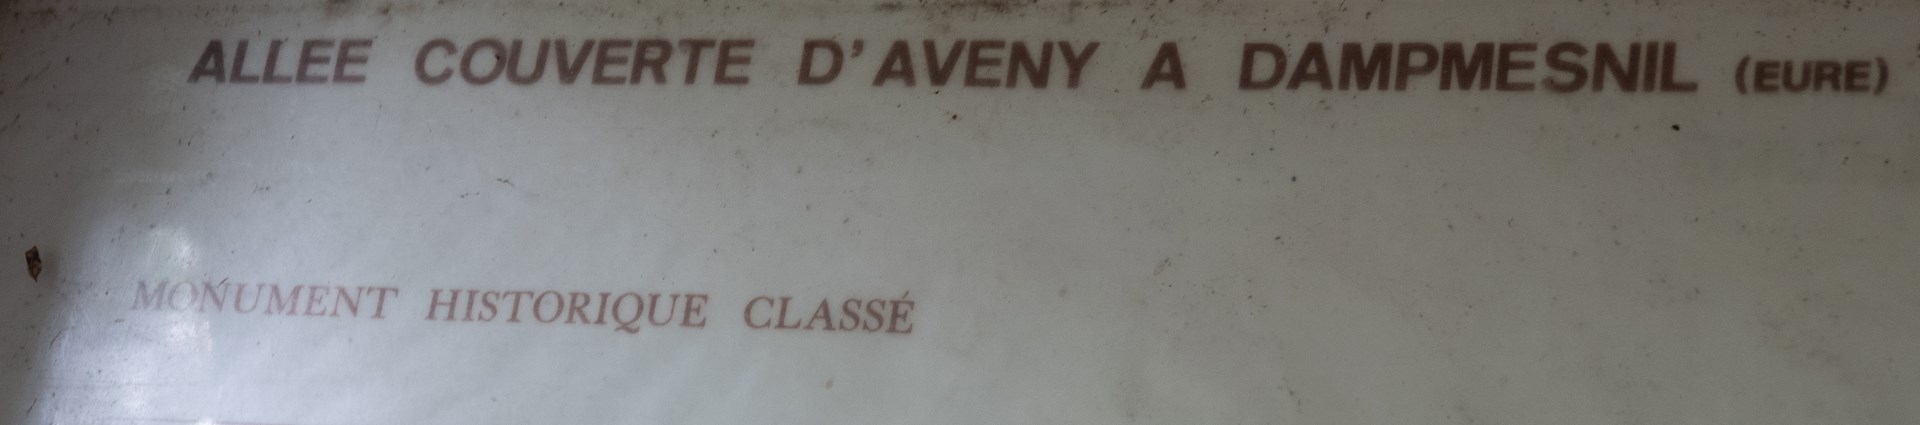 ALLEE COUVERTE D'AVENY A DAMPMESNIL (EURE)
MONUMENT HISTORIQUE CLASSÉ